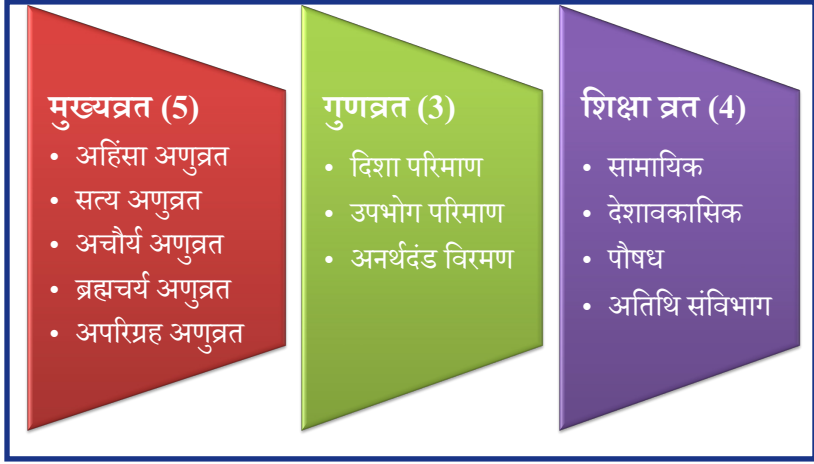 मुख्यव्रत (5)
• अहिंसा अणुव्रत
• सत्य अणुव्रत
• अचौर्य अणुव्रत
• ब्रह्मचर्य अणुव्रत
• अपरिग्रह अणुव्रत
गुणव्रत (3)
• दिशा परिमाण
• उपभोग परिमाण
• अनर्थदंड विरमण
शिक्षा व्रत (4)
• सामायिक
• देशावकासिक
• पौषध
• अतिथि संविभाग